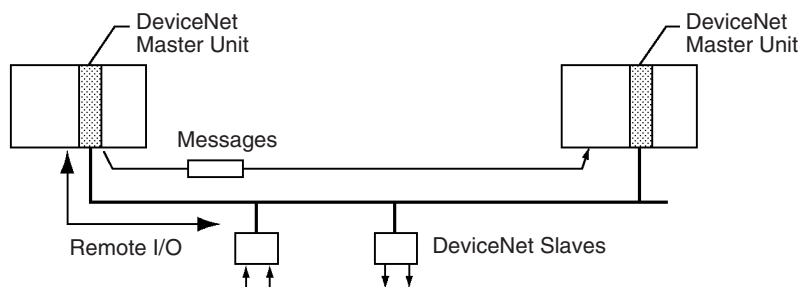 DeviceNet
Master Unit
DeviceNet
Master Unit
Messages
Remote I/O
DeviceNet Slaves